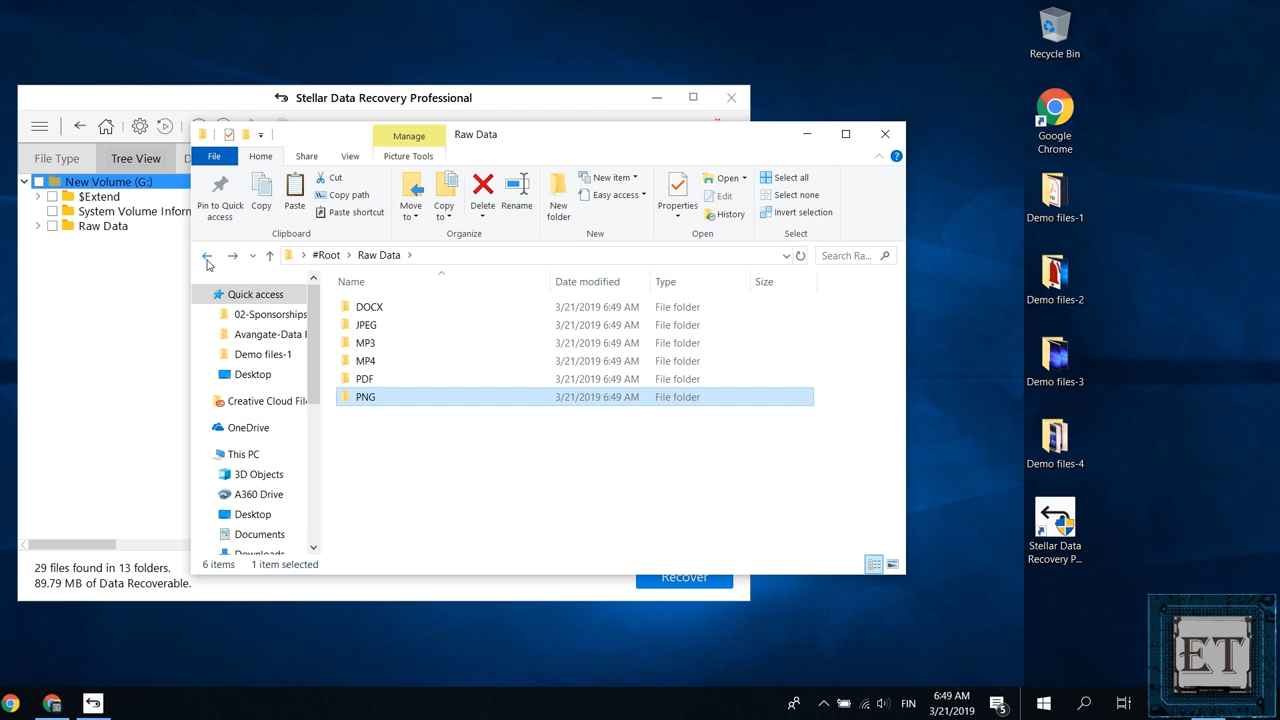 Recycle Bin
Stellar Data Recovery Professional
Google
Chrome
Raw Data
Manage
File
Home
Share
View
Picture Tools
File Type
Tree View
D
New Volume (G:)
$Extend
System Volume Inform
Raw Data
Pin to Quick
access
Copy
Paste
Cut
Copy path
Paste shortcut
Move
to
Copy
to
Delete
Rename
New
folder
New item
Easy access
Properties
Open
Edit
History
Select all
Select none
Invert selection
Clipboard
Organize
New
Open
Select
Demo files-1
#Root
Raw Data
Search Ra...
Name
Date modified
Type
Size
Quick access
02-Sponsorships
Avangate-Data
Demo files-1
Desktop
Creative Cloud File
OneDrive
This PC
3D Objects
A360 Drive
Desktop
Documents
Downloads
DOCX 3/21/2019 6:49 AM File folder
JPEG 3/21/2019 6:49 AM File folder
MP3 3/21/2019 6:49 AM File folder
MP4 3/21/2019 6:49 AM File folder
PDF 3/21/2019 6:49 AM File folder
PNG 3/21/2019 6:49 AM File folder
Demo files-2
Demo files-3
Demo files-4
Stellar Data
Recovery P...
6 items 1 item selected
29 files found in 13 folders.
89.79 MB of Data Recoverable.
Recover
ET
FIN
6:49 AM
3/21/2019
5